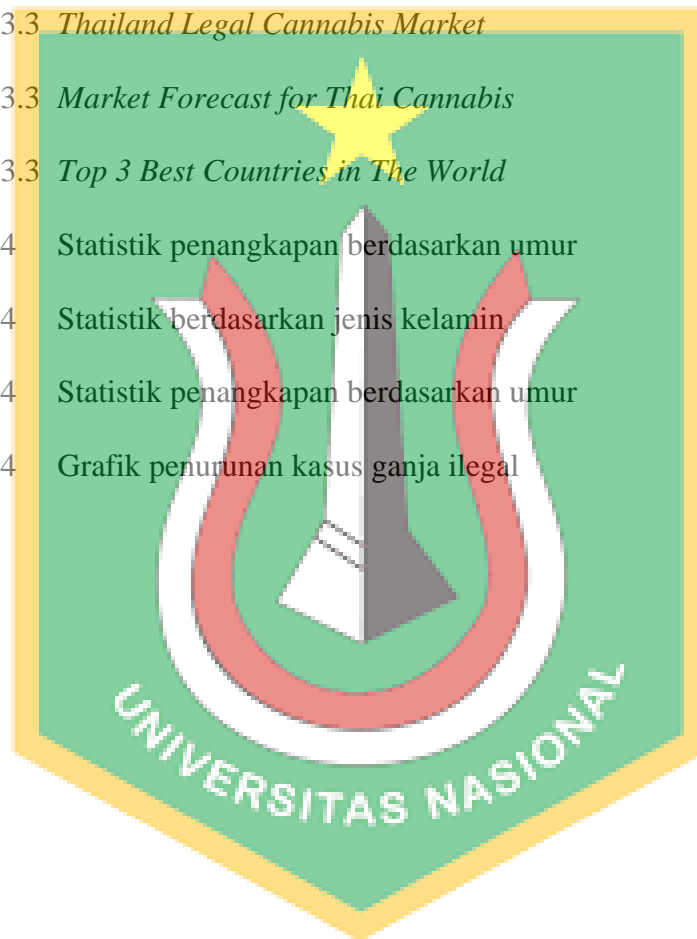 3.3 Thailand Legal Cannabis Market
3.3 Market Forecast for Thai Cannabis
3.3 Top 3 Best Countries in The World
4 Statistik penangkapan berdasarkan umur
4 Statistik berdasarkan jenis kelamin
4 Statistik penangkapan berdasarkan umur
4 Grafik penurunan kasus ganja ilegal
UNIVERSITAS NASIONAL